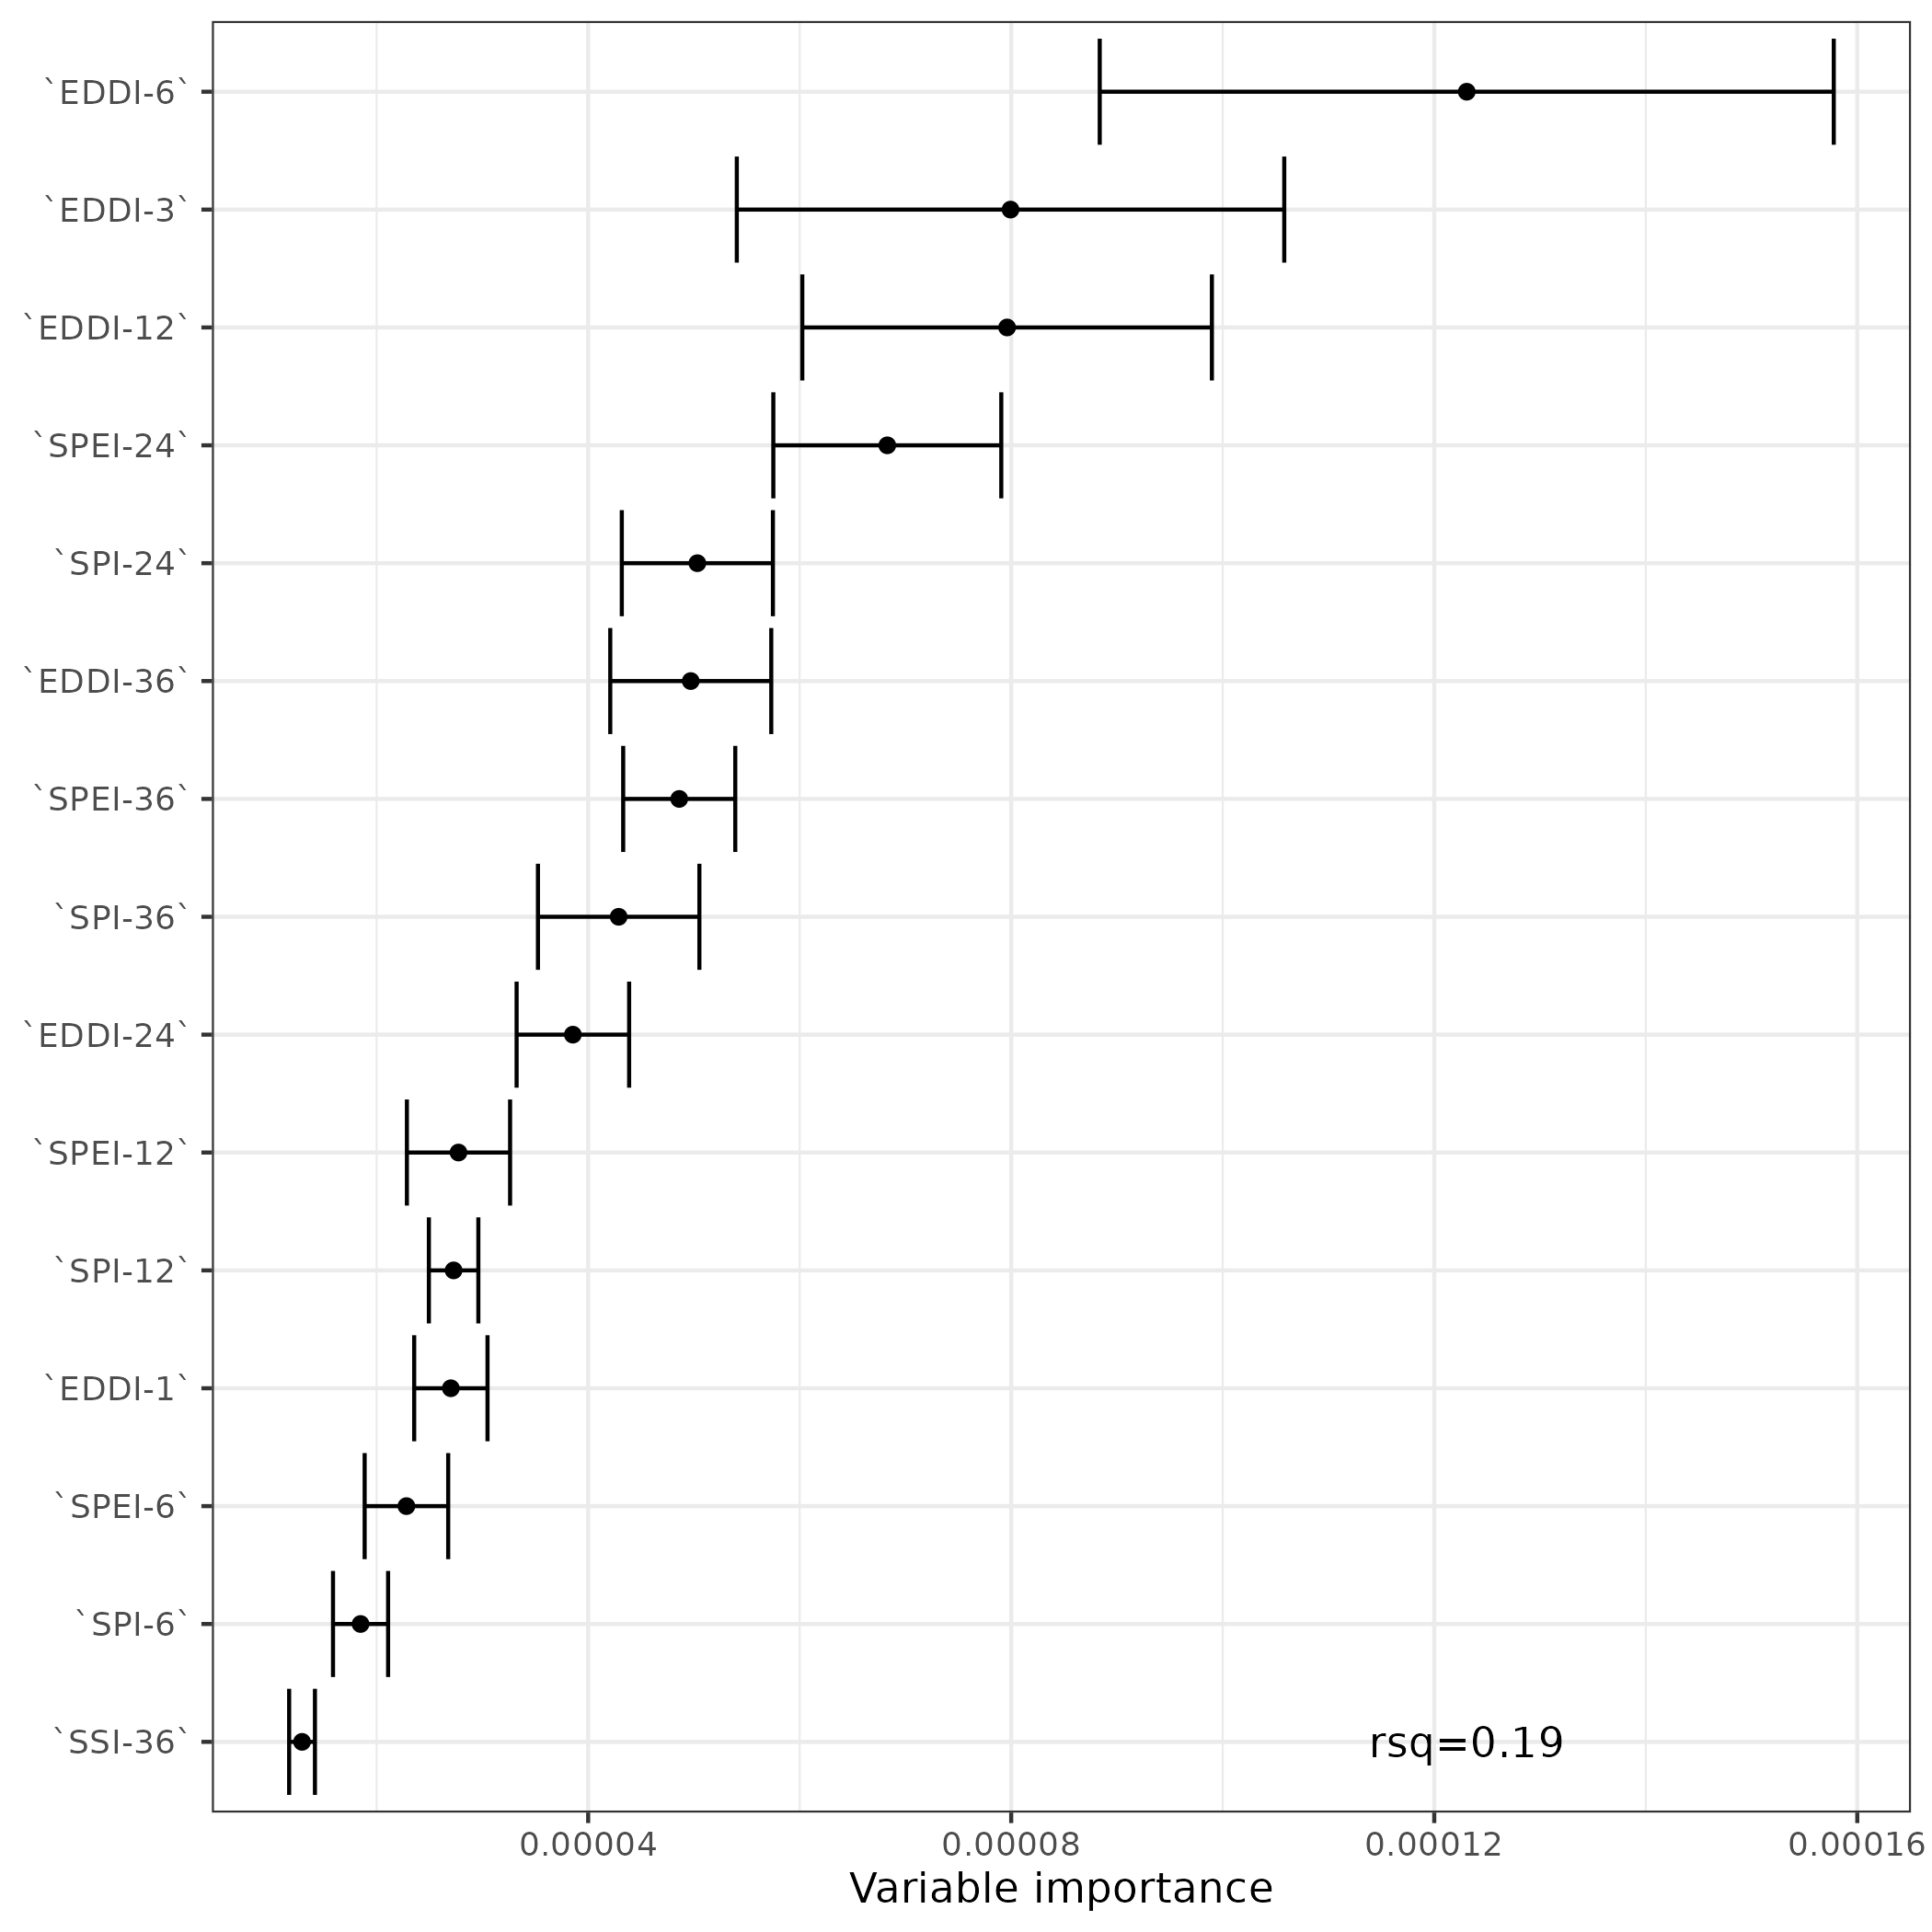 `EDDI-6`
`EDDI-3`
`EDDI-12`
`SPEI-24`
`SPI-24`
`EDDI-36`
`SPEI-36`
`SPI-36`
`EDDI-24`
`SPEI-12`
`SPI-12`
`EDDI-1`
`SPEI-6`
`SPI-6`
`SSI-36`
rsq=0.19
0.00004 0.00008 0.00012 0.00016
Variable importance